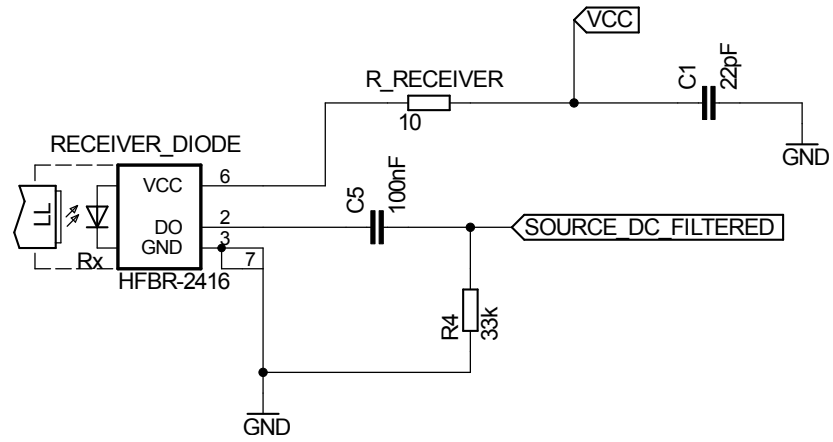 VCC
R_RECEIVER
10
C1
22pF
GND
RECEIVER_DIODE
LL
VCC
6
DO
2
GND
3
7
Rx
HFBR-2416
C5
100nF
SOURCE_DC_FILTERED
R4
33k
GND